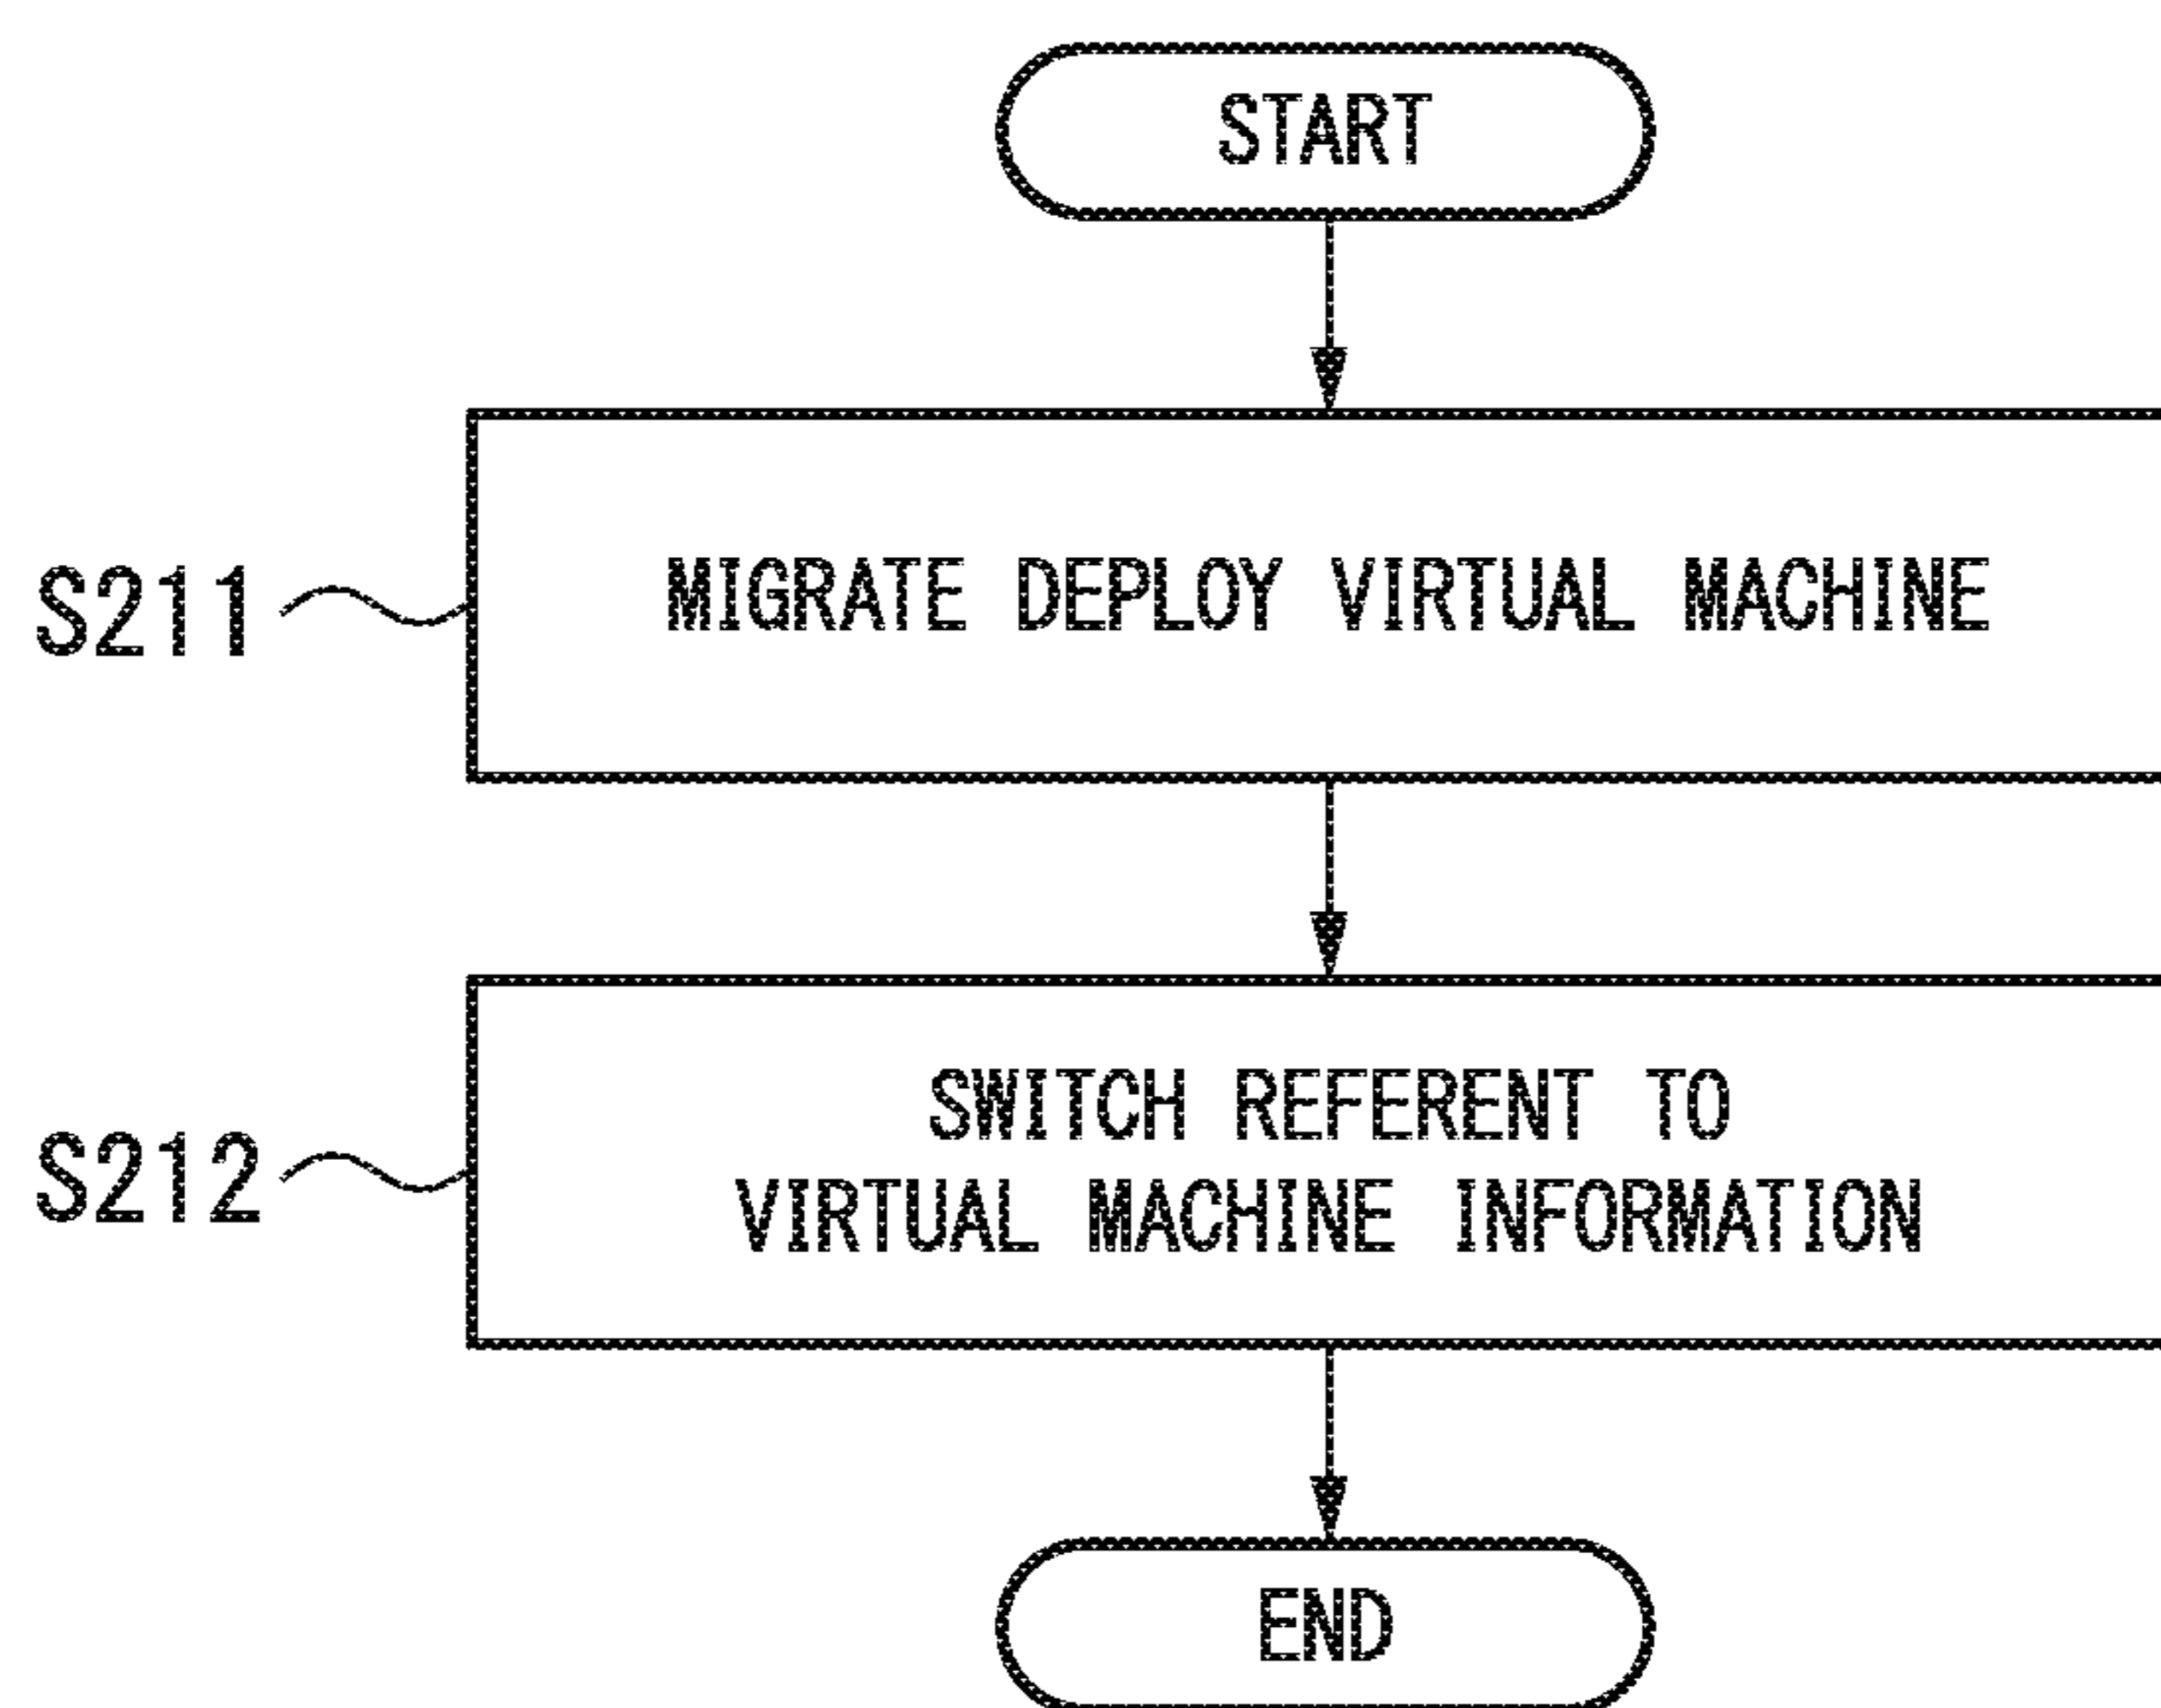 START
S211
MIGRATE DEPLOY VIRTUAL MACHINE
S212
SWITCH REFERENT TO
VIRTUAL MACHINE INFORMATION
END